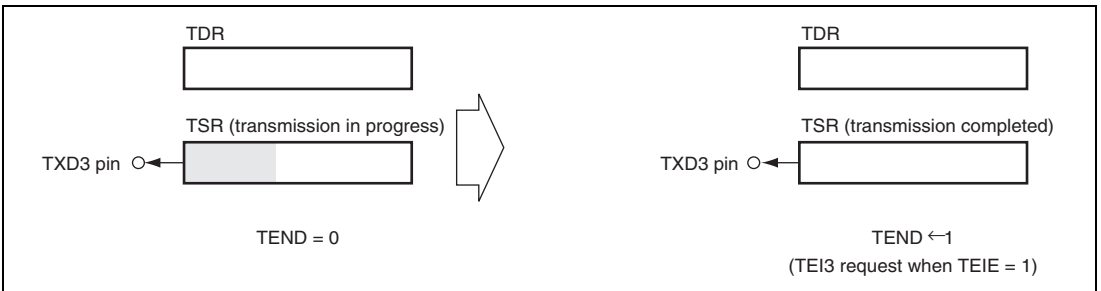 TDR
TSR (transmission in progress)
TXD3 pin
TEND = 0
TDR
TSR (transmission completed)
TXD3 pin
TEND ←1
(TEI3 request when TEIE = 1)